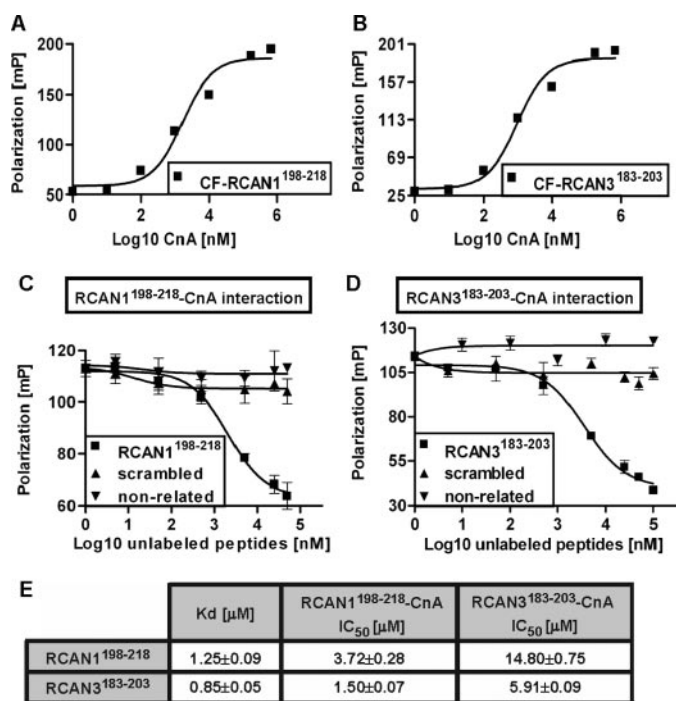 A
Polarization [mP]
200
150
100
50
CF-RCAN1198-218
0 2 4 6
Log10 CnA [nM]
B
Polarization [mP]
201
157
113
69
25
CF-RCAN3183-203
0 2 4 6
Log10 CnA [nM]
C
RCAN1198-218-CnA interaction
Polarization [mP]
120
100
80
60
RCAN1198-218
scrambled
non-related
0 1 2 3 4 5
Log10 unlabeled peptides [nM]
D
RCAN3183-203-CnA interaction
Polarization [mP]
130
105
80
55
30
RCAN3183-203
scrambled
non-related
0 1 2 3 4 5
Log10 unlabeled peptides [nM]
E
Kd [µM] RCAN1198-218-CnA IC50 [µM] RCAN3183-203-CnA IC50 [µM]
RCAN1198-218 1.25±0.09 3.72±0.28 14.80±0.75
RCAN3183-203 0.85±0.05 1.50±0.07 5.91±0.09